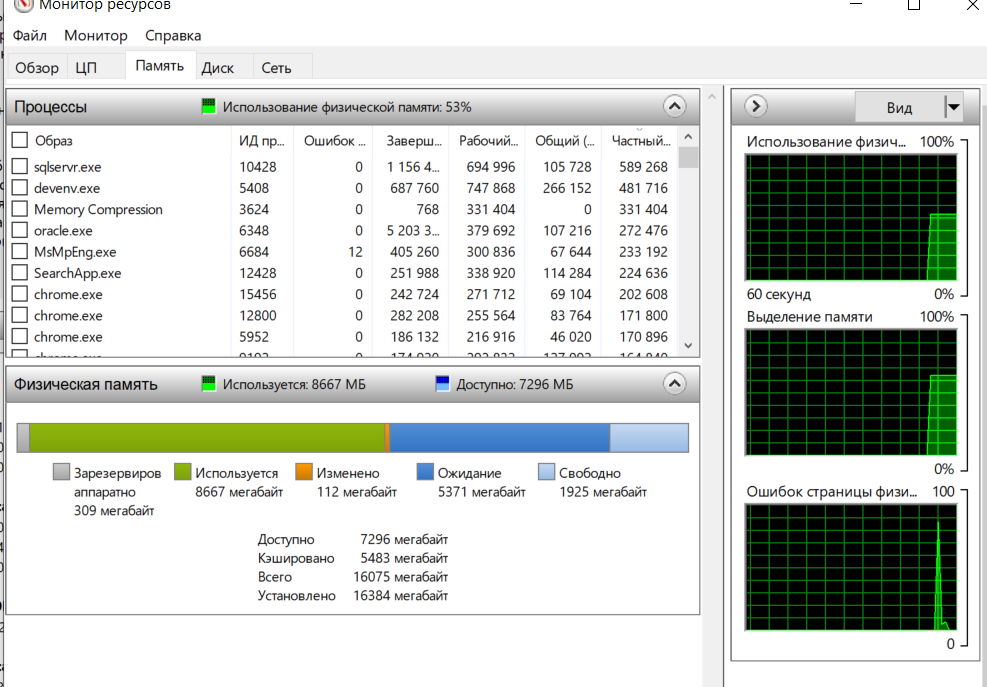 Монитор ресурсов
Файл Монитор Справка
Обзор ЦП Память Диск Сеть
Процессы Использование физической памяти: 53%
Образ ИД пр... Ошибок ... Заверш... Рабочий... Общий (... Частный...
sqlservr.exe 10428 0 1 156 4... 694 996 105 728 589 268
devenv.exe 5408 0 687 760 747 868 266 152 481 716
Memory Compression 3624 0 768 331 404 0 331 404
oracle.exe 6348 0 5 203 3... 379 692 107 216 272 476
MsMpEng.exe 6684 12 405 260 300 836 67 644 233 192
SearchApp.exe 12428 0 251 988 338 920 114 284 224 636
chrome.exe 15456 0 242 724 271 712 69 104 202 608
chrome.exe 12800 0 282 208 255 564 83 764 171 800
chrome.exe 5952 0 186 132 216 916 46 020 170 896
Физическая память Используется: 8667 МБ Доступно: 7296 МБ
Зарезервиров
аппаратно
309 мегабайт
Используется
8667 мегабайт
Изменено
112 мегабайт
Ожидание
5371 мегабайт
Свободно
1925 мегабайт
Доступно 7296 мегабайт
Кэшировано 5483 мегабайт
Всего 16075 мегабайт
Установлено 16384 мегабайт
Вид
Использование физич... 100%
60 секунд 0%
Выделение памяти 100%
0%
Ошибок страницы физи... 100
0